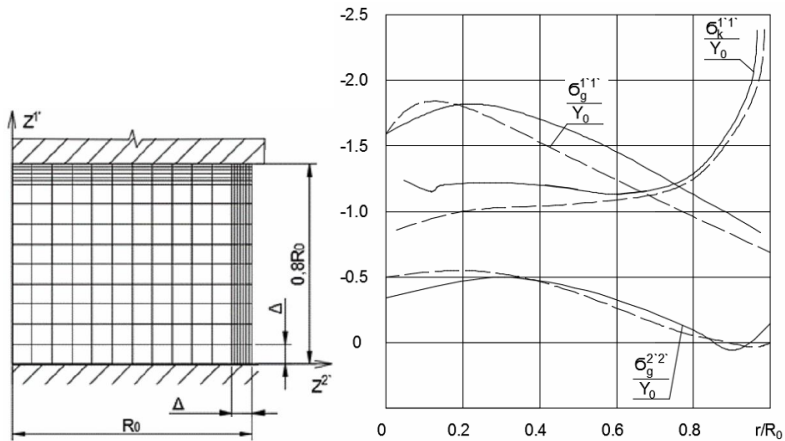 z¹'
0,8R₀
Δ
z²'
Δ
R₀
-2.5
-2.0
-1.5
-1.0
-0.5
0
0
0.2
0.4
0.6
0.8
r/R₀
σₖ¹'¹'
Y₀
σg¹'¹'
Y₀
σg²'²'
Y₀